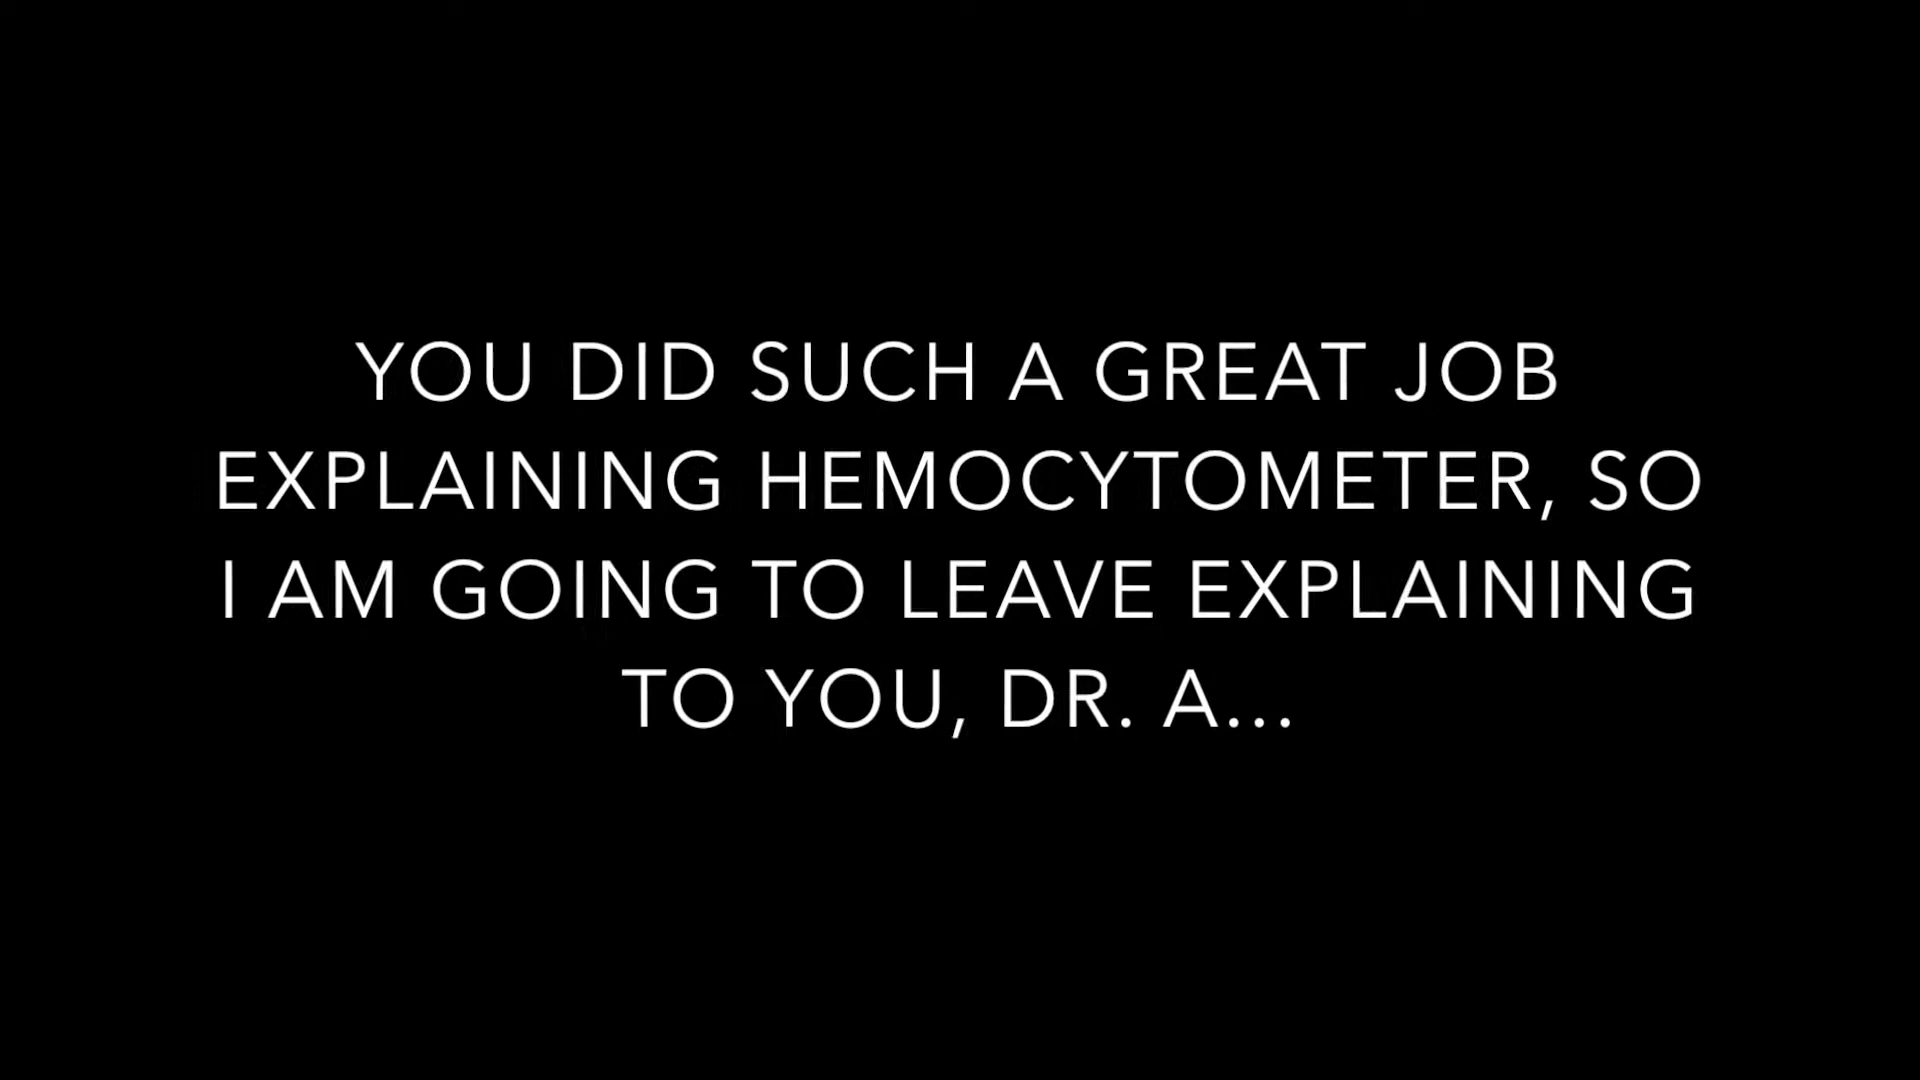 YOU DID SUCH A GREAT JOB
EXPLAINING HEMOCYTOMETER, SO
I AM GOING TO LEAVE EXPLAINING
TO YOU, DR. A...